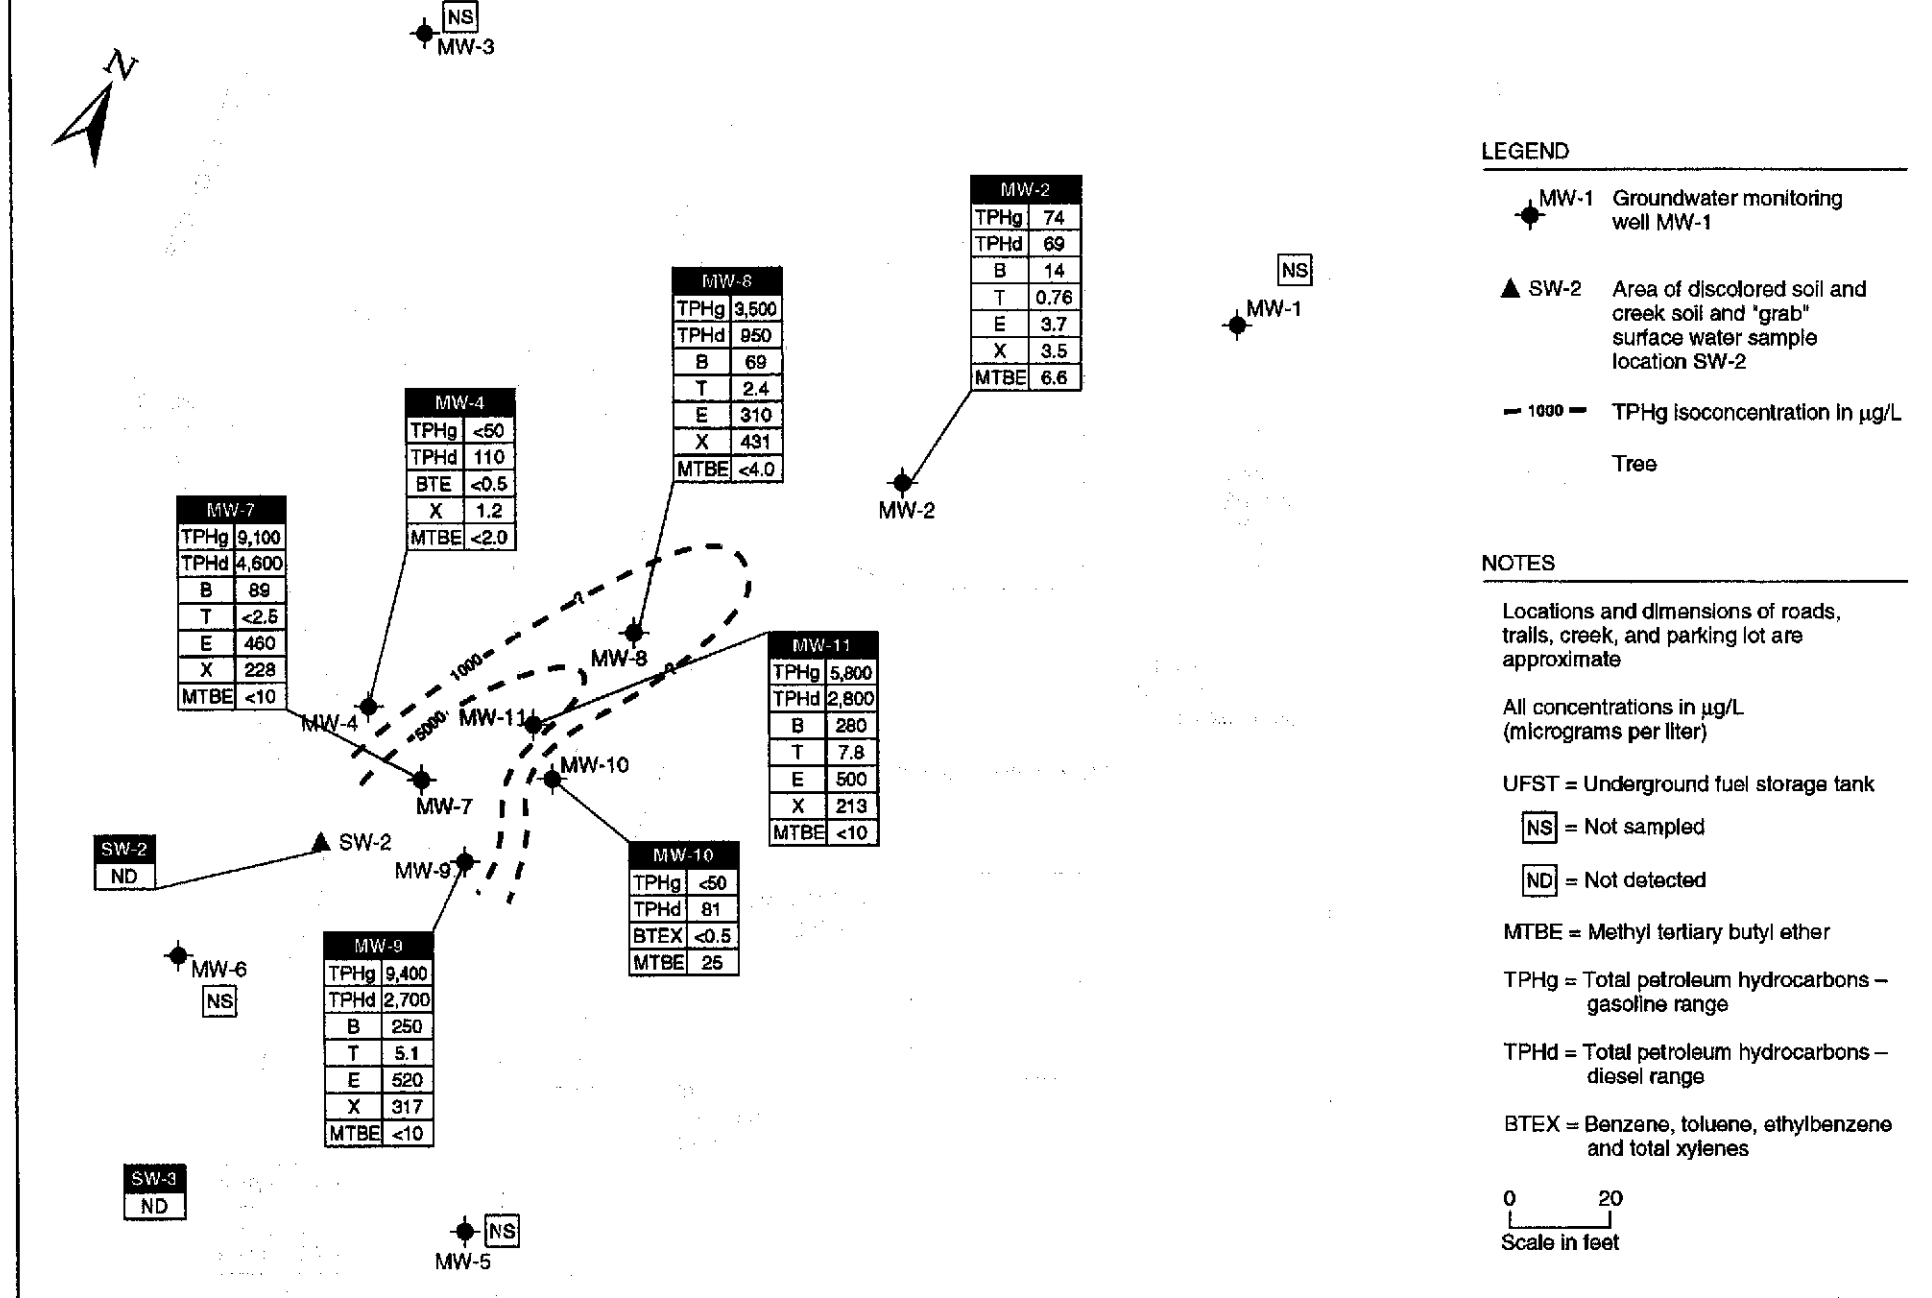 N
NS
MW-3
MW-2
TPHg 74
TPHd 69
B 14
T 0.76
E 3.7
X 3.5
MTBE 6.6
MW-2
NS
MW-1
MW-8
TPHg 3,500
TPHd 950
B 69
T 2.4
E 310
X 431
MTBE <4.0
MW-8
MW-4
TPHg <50
TPHd 110
BTE <0.5
X 1.2
MTBE <2.0
MW-4
MW-7
TPHg 9,100
TPHd 4,600
B 89
T <2.5
E 460
X 228
MTBE <10
MW-7
1000
?
?
5000
MW-11
MW-11
TPHg 5,800
TPHd 2,800
B 280
T 7.8
E 500
X 213
MTBE <10
MW-10
MW-10
TPHg <50
TPHd 81
BTEX <0.5
MTBE 25
SW-2
ND
SW-2
MW-9
MW-9
TPHg 9,400
TPHd 2,700
B 250
T 5.1
E 520
X 317
MTBE <10
MW-6
NS
SW-3
ND
NS
MW-5
LEGEND
MW-1 Groundwater monitoring
well MW-1
SW-2 Area of discolored soil and
creek soil and "grab"
surface water sample
location SW-2
1000 TPHg isoconcentration in µg/L
Tree
NOTES
Locations and dimensions of roads,
trails, creek, and parking lot are
approximate
All concentrations in µg/L
(micrograms per liter)
UFST = Underground fuel storage tank
NS = Not sampled
ND = Not detected
MTBE = Methyl tertiary butyl ether
TPHg = Total petroleum hydrocarbons –
gasoline range
TPHd = Total petroleum hydrocarbons –
diesel range
BTEX = Benzene, toluene, ethylbenzene
and total xylenes
0 20
Scale in feet